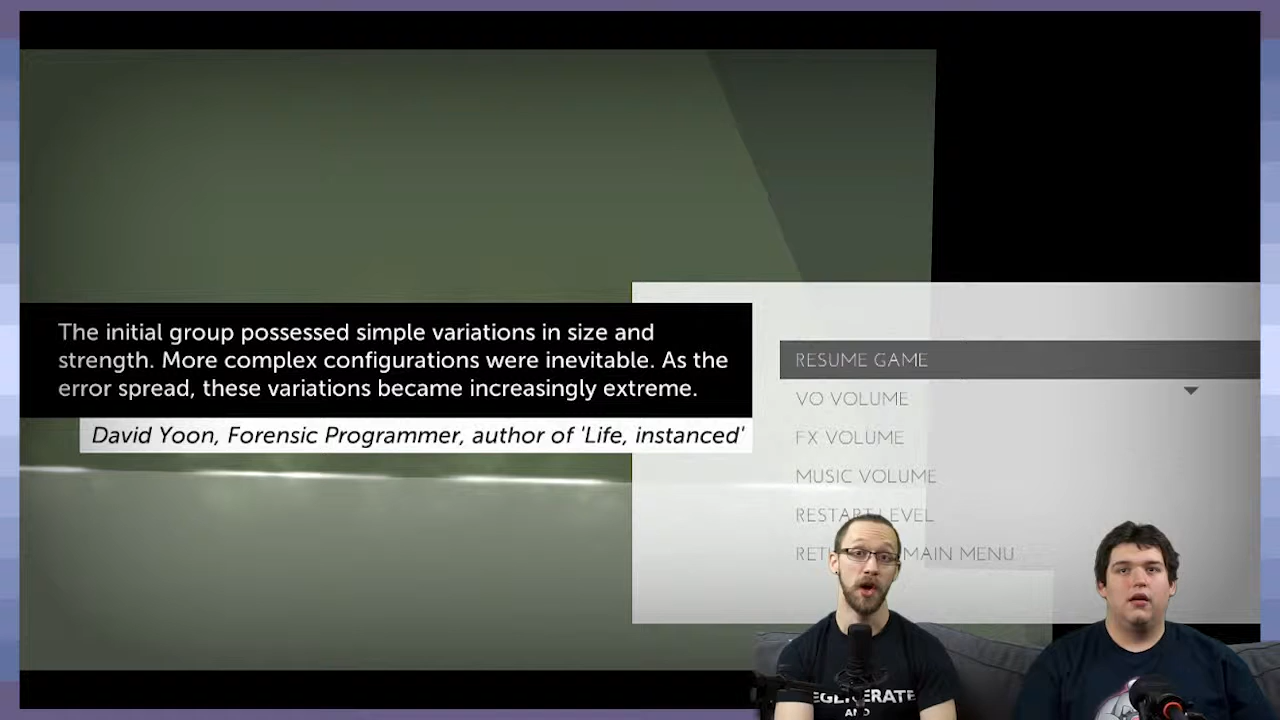 The initial group possessed simple variations in size and
strength. More complex configurations were inevitable. As the
error spread, these variations became increasingly extreme.
David Yoon, Forensic Programmer, author of 'Life, instanced'
RESUME GAME
VO VOLUME
FX VOLUME
MUSIC VOLUME
RESTART LEVEL
MAIN MENU
AND